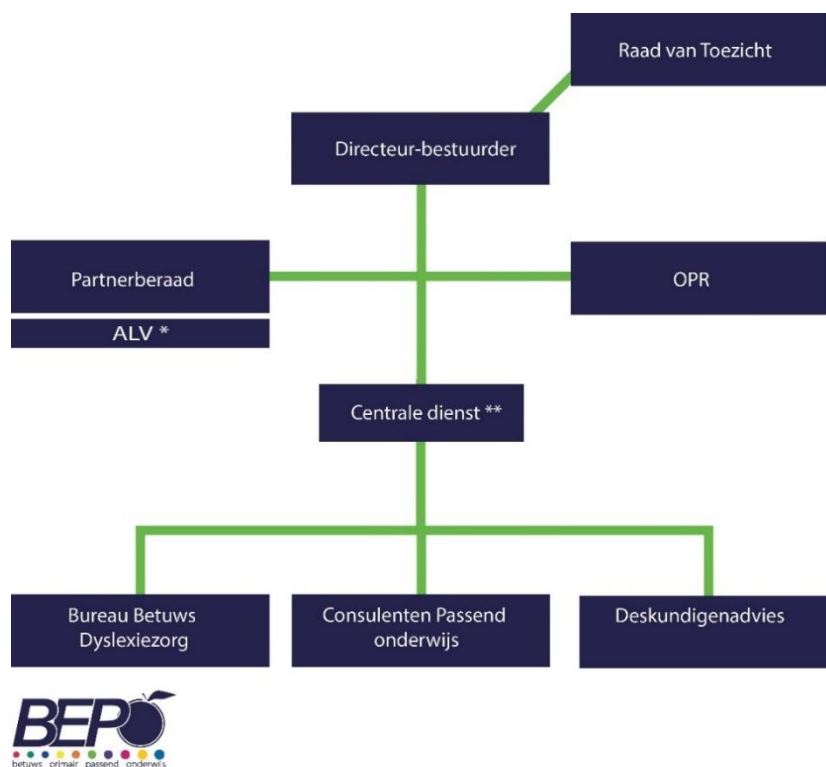 Raad van Toezicht
Directeur-bestuurder
Partnerberaad
OPR
ALV *
Centrale dienst **
Bureau Betuws
Dyslexiezorg
Consulenten Passend
onderwijs
Deskundigenadvies
BEPO
betuws primair passend onderwijs